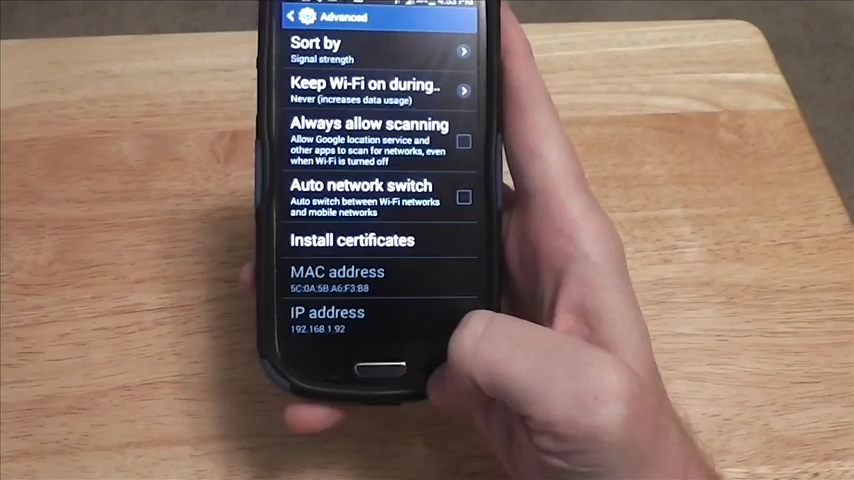 Advanced
Sort by
Signal strength
Keep Wi-Fi on during..
Never (increases data usage)
Always allow scanning
Allow Google location service and
other apps to scan for networks, even
when Wi-Fi is turned off
Auto network switch
Auto switch between Wi-Fi networks
and mobile networks
Install certificates
MAC address
5C:0A:5B:A6:F3:B8
IP address
192.168.1.92